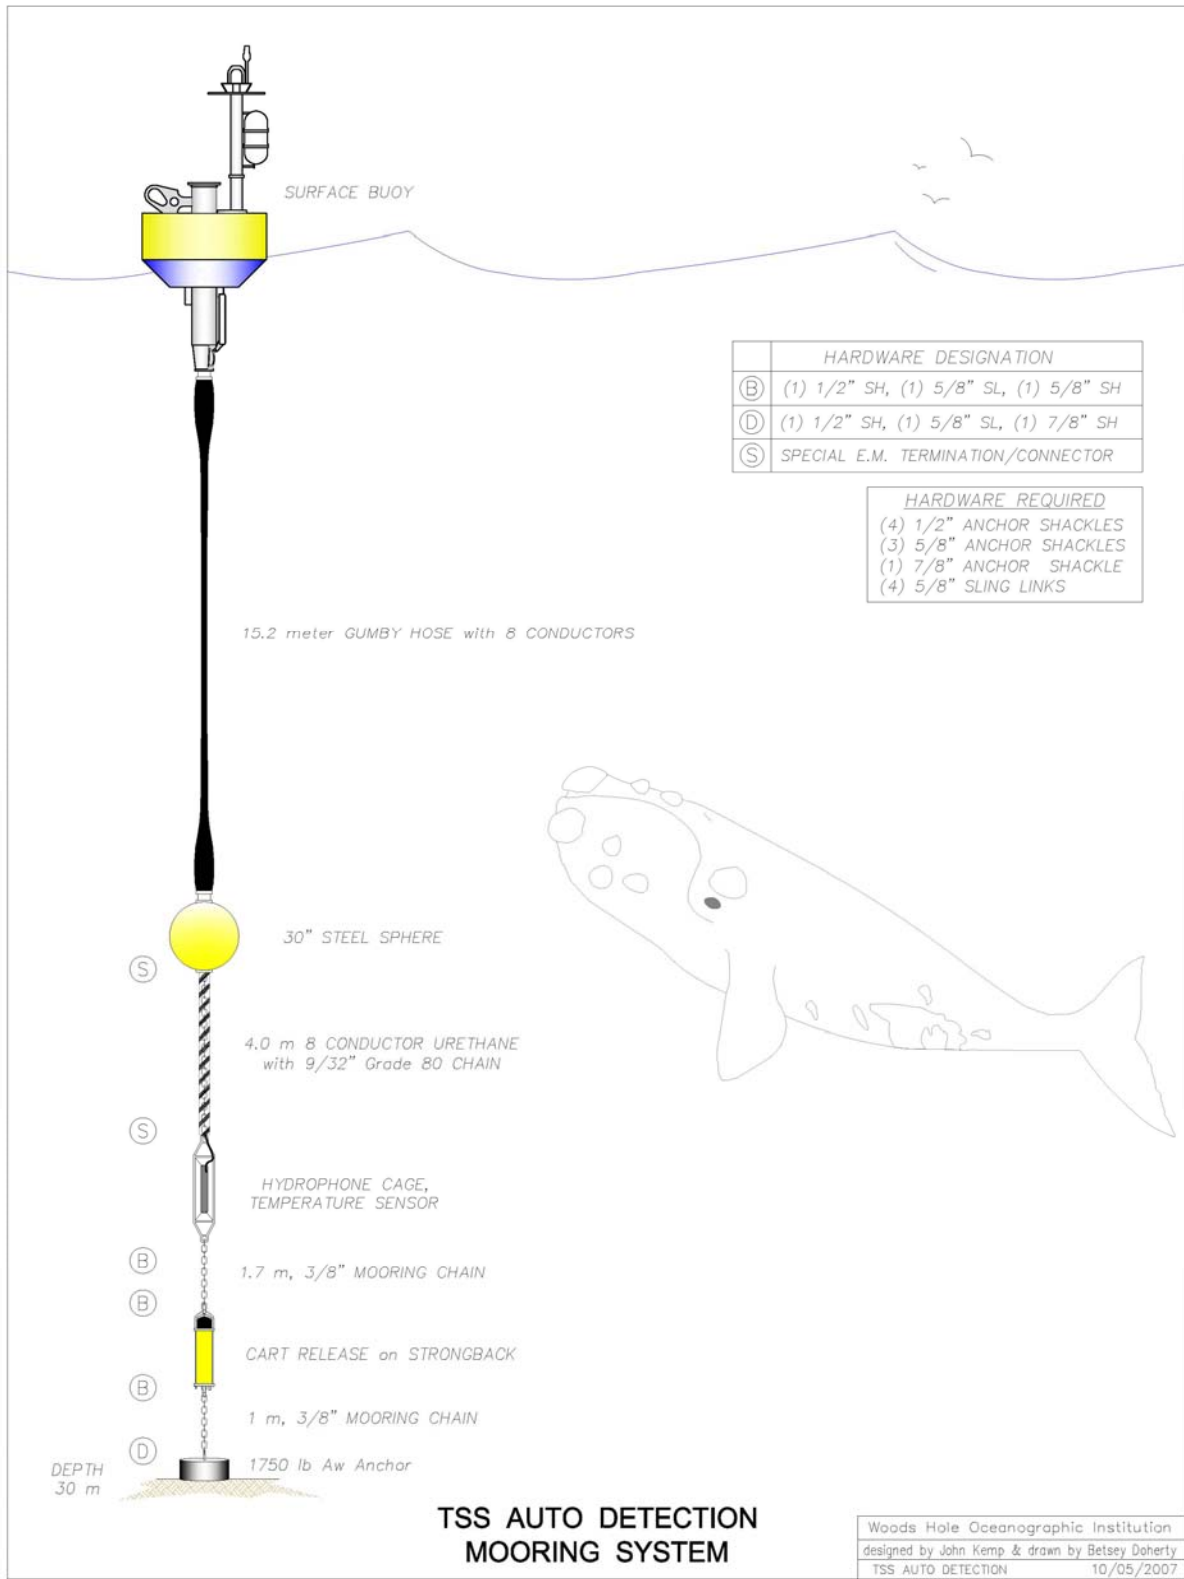 SURFACE BUOY
HARDWARE DESIGNATION
B (1) 1/2" SH, (1) 5/8" SL, (1) 5/8" SH
D (1) 1/2" SH, (1) 5/8" SL, (1) 7/8" SH
S SPECIAL E.M. TERMINATION/CONNECTOR
HARDWARE REQUIRED
(4) 1/2" ANCHOR SHACKLES
(3) 5/8" ANCHOR SHACKLES
(1) 7/8" ANCHOR SHACKLE
(4) 5/8" SLING LINKS
15.2 meter GUMBY HOSE with 8 CONDUCTORS
30" STEEL SPHERE
S
4.0 m 8 CONDUCTOR URETHANE
with 9/32" Grade 80 CHAIN
S
HYDROPHONE CAGE,
TEMPERATURE SENSOR
B
1.7 m, 3/8" MOORING CHAIN
B
CART RELEASE on STRONGBACK
B
1 m, 3/8" MOORING CHAIN
D
1750 lb Aw Anchor
DEPTH
30 m
TSS AUTO DETECTION
MOORING SYSTEM
Woods Hole Oceanographic Institution
designed by John Kemp & drawn by Betsey Doherty
TSS AUTO DETECTION 10/05/2007